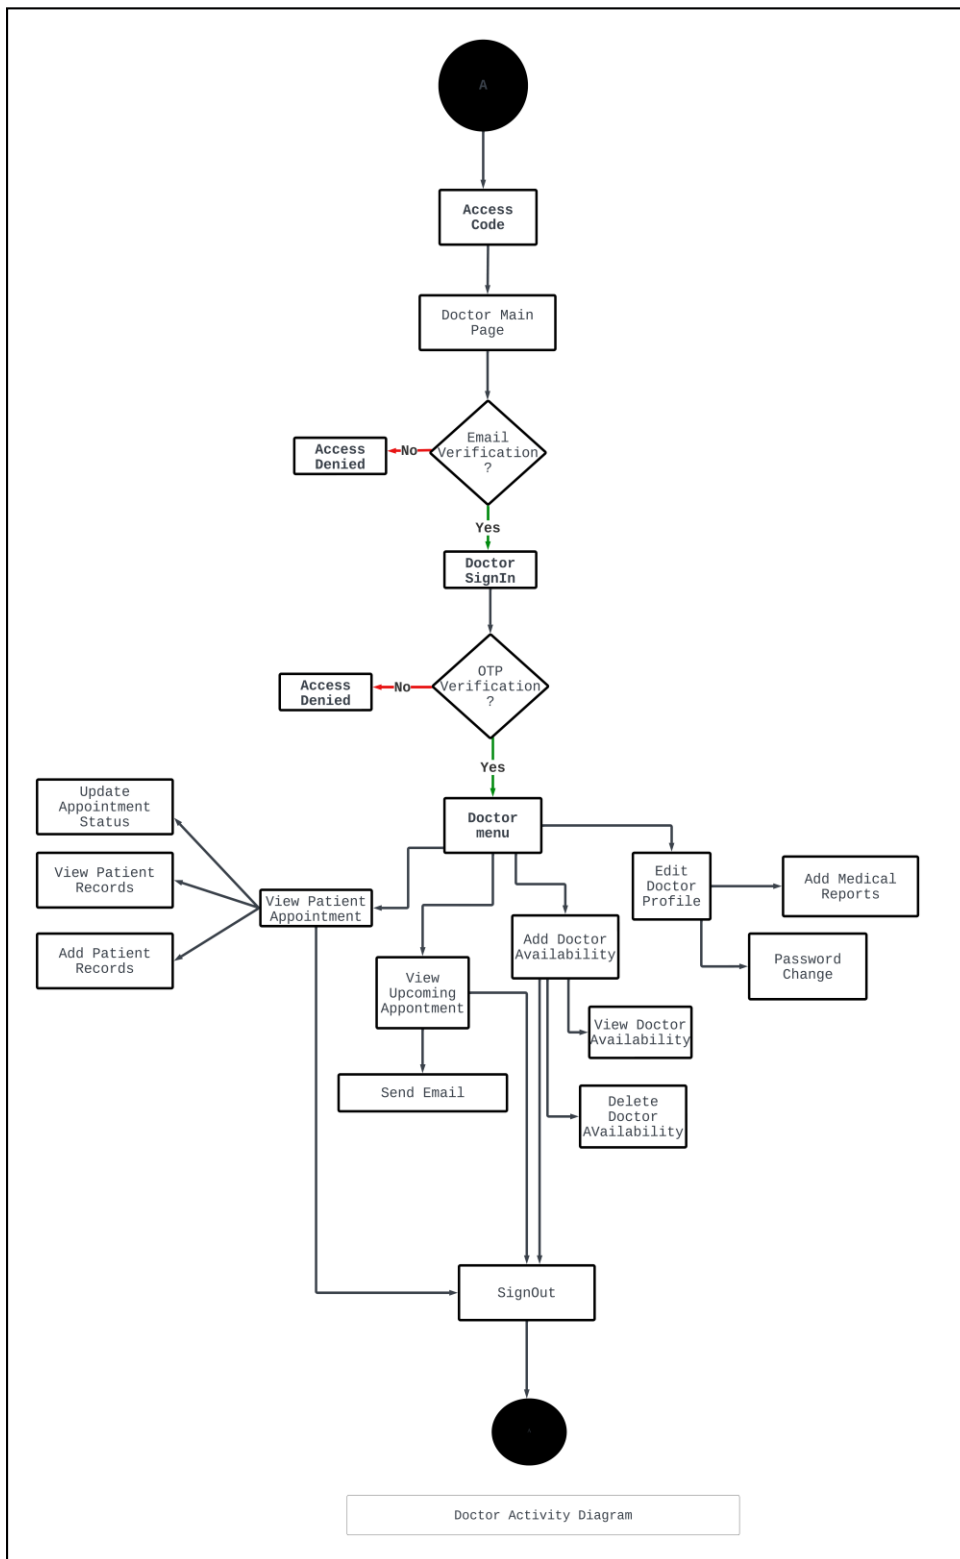 A
Access
Code
Doctor Main
Page
Email
Verification
?
No
Access
Denied
Yes
Doctor
SignIn
OTP
Verification
?
No
Access
Denied
Yes
Doctor
menu
Update
Appointment
Status
View Patient
Records
Add Patient
Records
View Patient
Appointment
View
Upcoming
Appontment
Send Email
Add Doctor
Availability
View Doctor
Availability
Delete
Doctor
AVailability
Edit
Doctor
Profile
Add Medical
Reports
Password
Change
SignOut
Doctor Activity Diagram